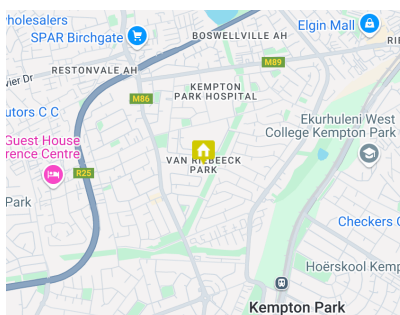 wholesalers
SPAR Birchgate
Elgin Mall
BOSWELLVILLE AH
M89
RESTONVALE AH
vier Dr
KEMPTON
PARK HOSPITAL
M86
utors C C
Ekurhuleni West
College Kempton Park
Guest House
rence Centre
VAN RIEBEECK
PARK
R25
Park
Checkers
Hoërskool Kemp
Kempton Park